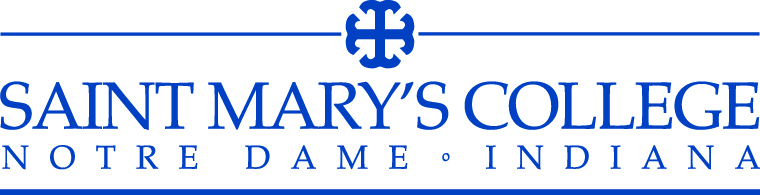 SAINT MARY'S COLLEGE
NOTRE DAME ° INDIANA